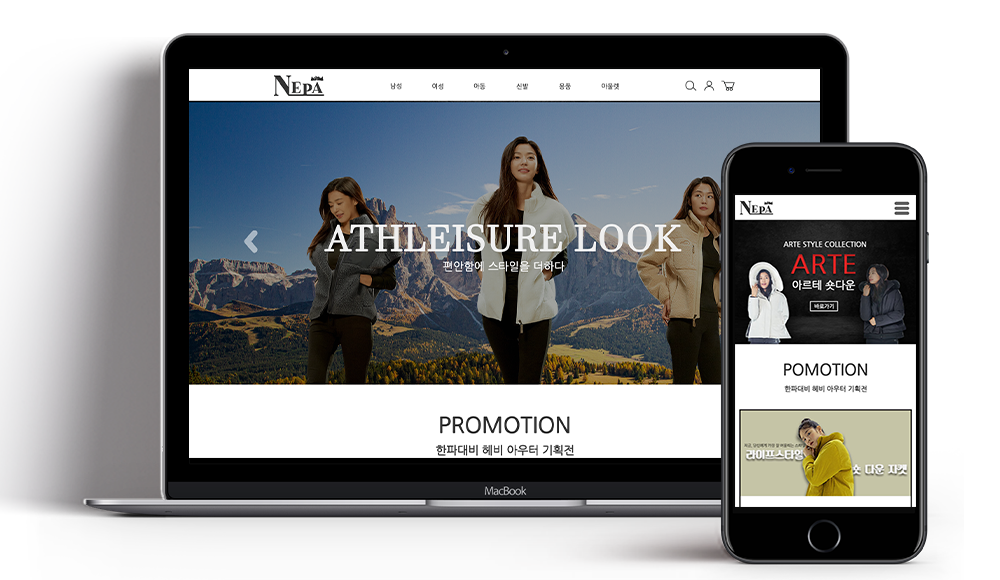 NEPA
남성 여성 아동 신발 용품 아울렛
ATHLEISURE LOOK
편안함에 스타일을 더하다
PROMOTION
한파대비 헤비 아우터 기획전
MacBook
NEPA
ARTE STYLE COLLECTION
ARTE
아르테 숏다운
바로가기
POMOTION
한파대비 헤비 아우터 기획전
라이프스타일
숏 다운 자켓